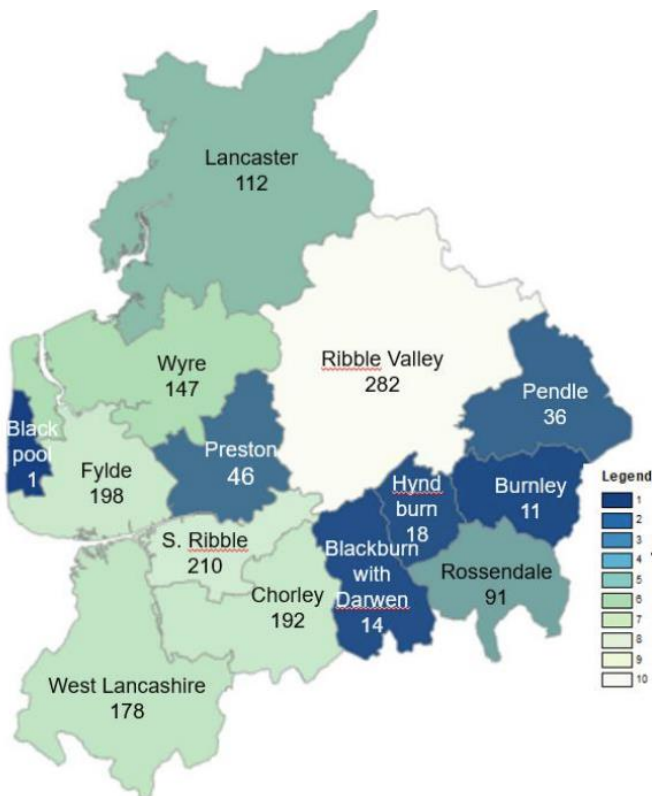 Lancaster
112
Wyre
147
Ribble Valley
282
Pendle
36
Black
pool
1
Fylde
198
Preston
46
Hynd
burn
18
Burnley
11
S. Ribble
210
Blackburn
with
Darwen
14
Rossendale
91
Chorley
192
West Lancashire
178
Legend
1
2
3
4
5
6
7
8
9
10